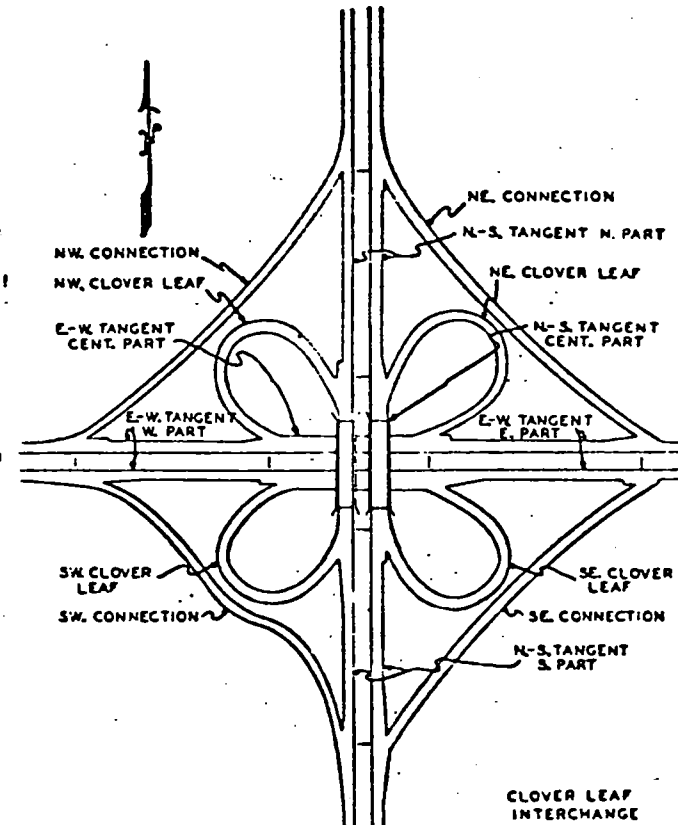 NE. CONNECTION
N.-S. TANGENT N. PART
NW. CONNECTION
NW. CLOVER LEAF
NE. CLOVER LEAF
E.-W. TANGENT
CENT. PART
N.-S. TANGENT
CENT. PART
E.-W. TANGENT
W. PART
E.-W. TANGENT
E. PART
SW. CLOVER
LEAF
SW. CONNECTION
SE. CLOVER
LEAF
SE. CONNECTION
N.-S. TANGENT
S. PART
CLOVER LEAF
INTERCHANGE